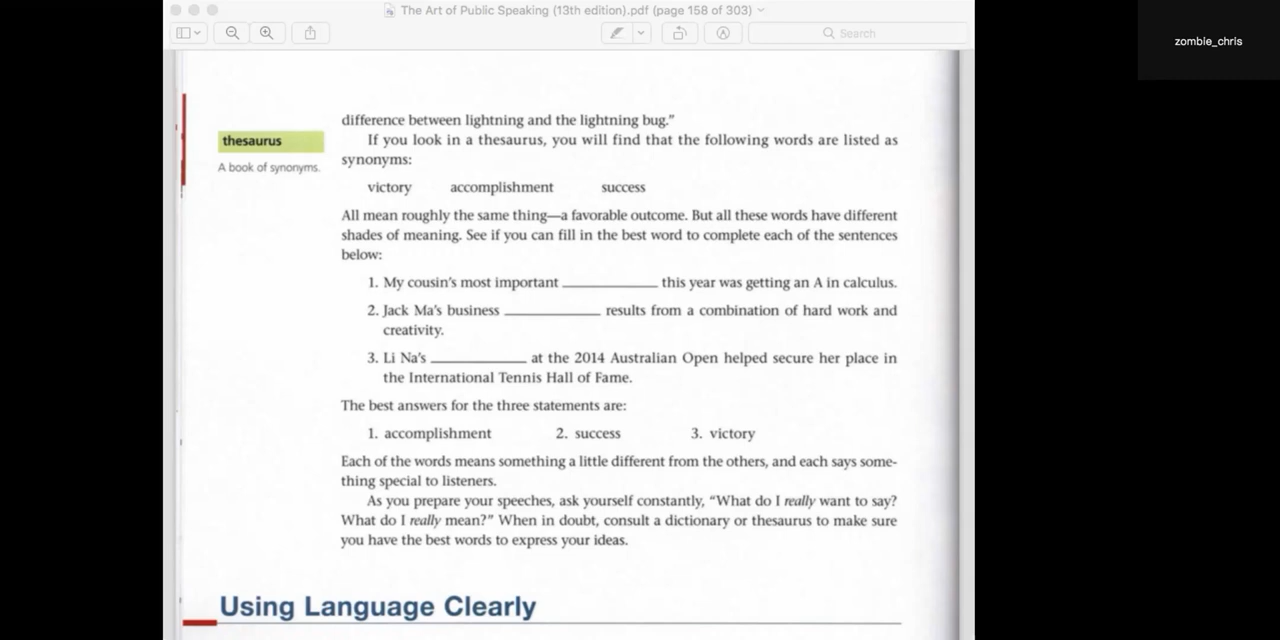 The Art of Public Speaking (13th edition).pdf (page 158 of 303)
Search
zombie_chris
difference between lightning and the lightning bug.”
thesaurus
A book of synonyms.
If you look in a thesaurus, you will find that the following words are listed as
synonyms:
victory accomplishment success
All mean roughly the same thing—a favorable outcome. But all these words have different
shades of meaning. See if you can fill in the best word to complete each of the sentences
below:
1. My cousin’s most important __________ this year was getting an A in calculus.
2. Jack Ma’s business __________ results from a combination of hard work and
creativity.
3. Li Na’s __________ at the 2014 Australian Open helped secure her place in
the International Tennis Hall of Fame.
The best answers for the three statements are:
1. accomplishment 2. success 3. victory
Each of the words means something a little different from the others, and each says some-
thing special to listeners.
As you prepare your speeches, ask yourself constantly, “What do I really want to say?
What do I really mean?” When in doubt, consult a dictionary or thesaurus to make sure
you have the best words to express your ideas.
Using Language Clearly